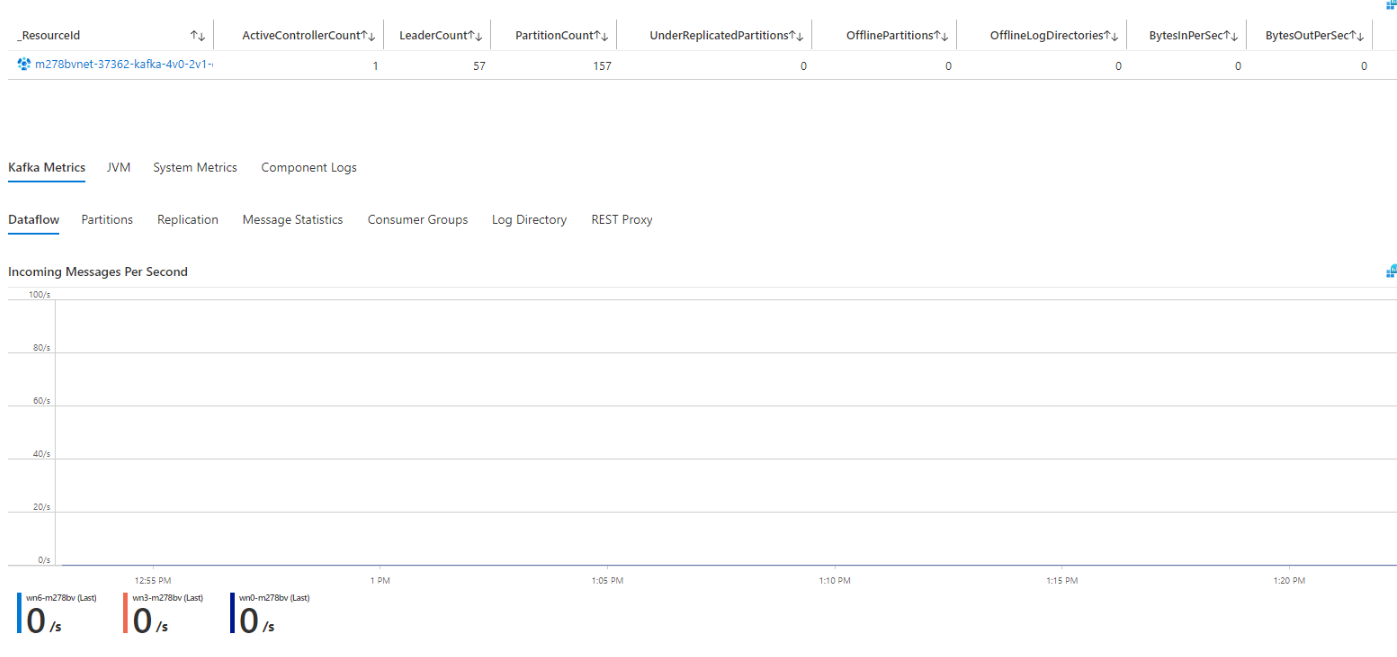 _ResourceId ↑↓ ActiveControllerCount↑↓ LeaderCount↑↓ PartitionCount↑↓ UnderReplicatedPartitions↑↓ OfflinePartitions↑↓ OfflineLogDirectories↑↓ BytesInPerSec↑↓ BytesOutPerSec↑↓
m278bvnet-37362-kafka-4v0-2v1- 1 57 157 0 0 0 0 0
Kafka Metrics JVM System Metrics Component Logs
Dataflow Partitions Replication Message Statistics Consumer Groups Log Directory REST Proxy
Incoming Messages Per Second
100/s
80/s
60/s
40/s
20/s
0/s
12:55 PM 1 PM 1:05 PM 1:10 PM 1:15 PM 1:20 PM
wn6-m278bv (Last) wn3-m278bv (Last) wn0-m278bv (Last)
0 /s 0 /s 0 /s